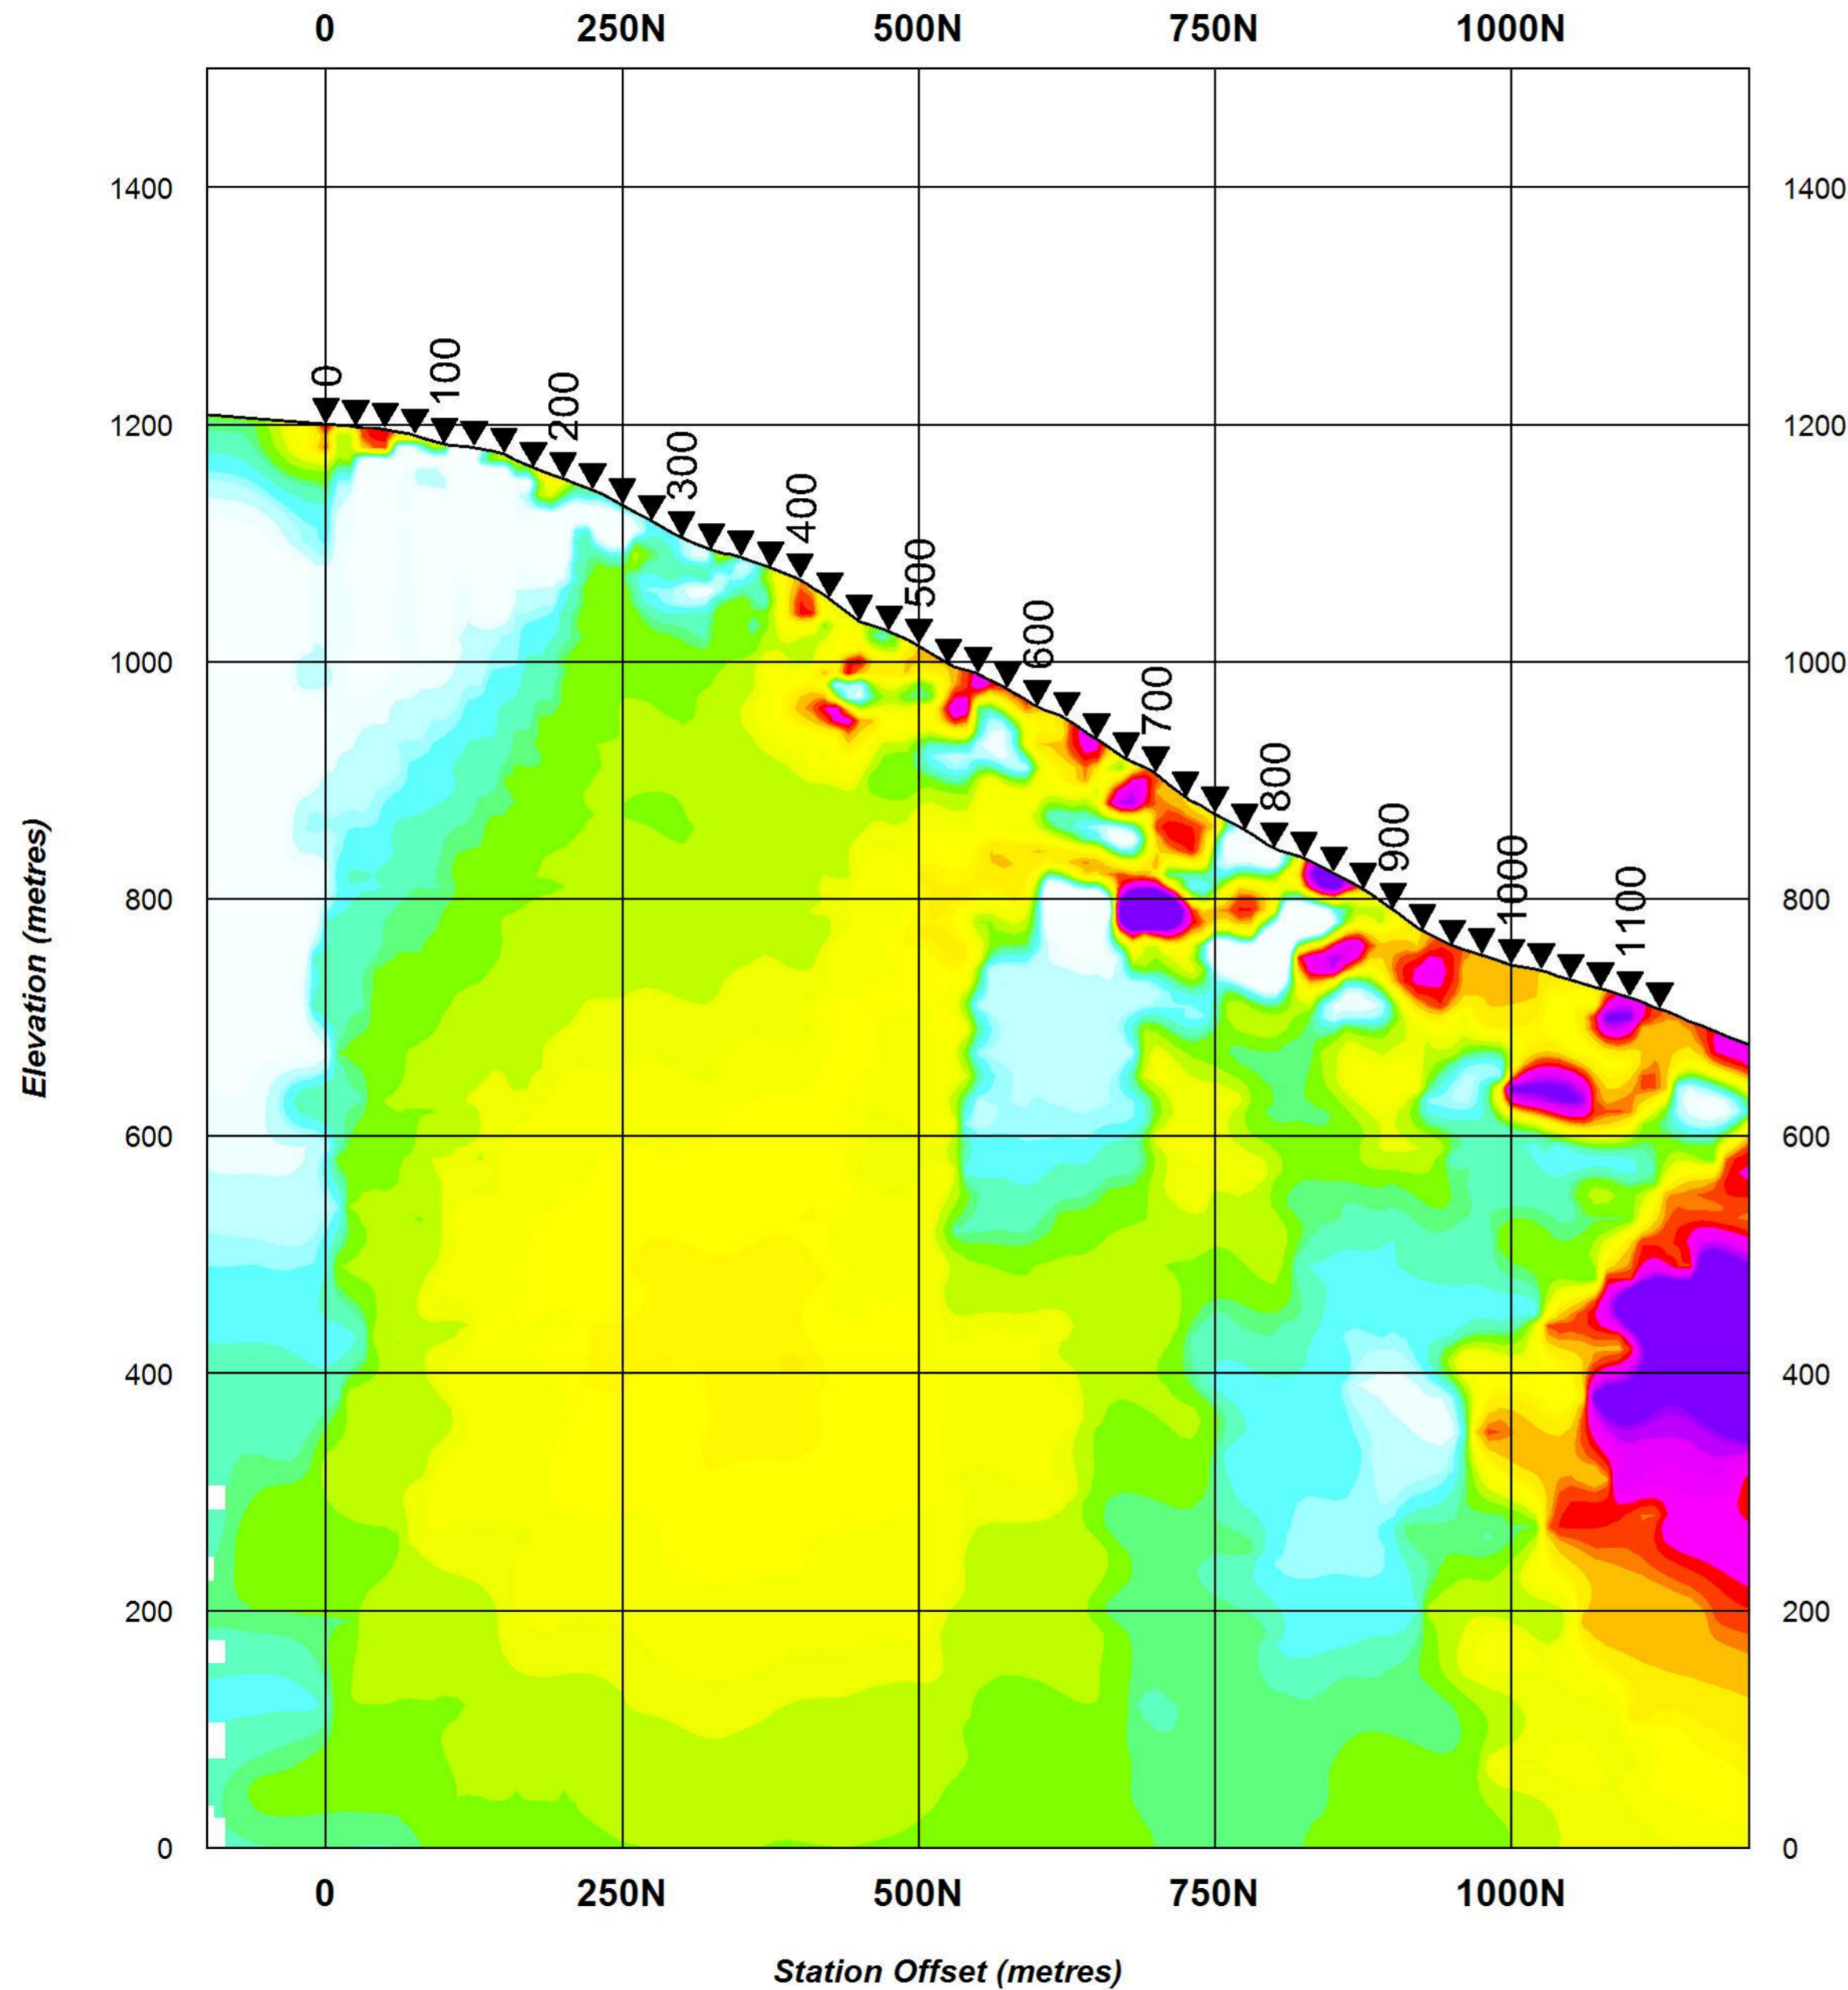 0 250N 500N 750N 1000N
1400 1400
0 100 200 300 400 500 600 700 800 900 1000 1100
1200 1200
1000 1000
800 800
600 600
400 400
200 200
0 0
Elevation (metres)
0 250N 500N 750N 1000N
Station Offset (metres)